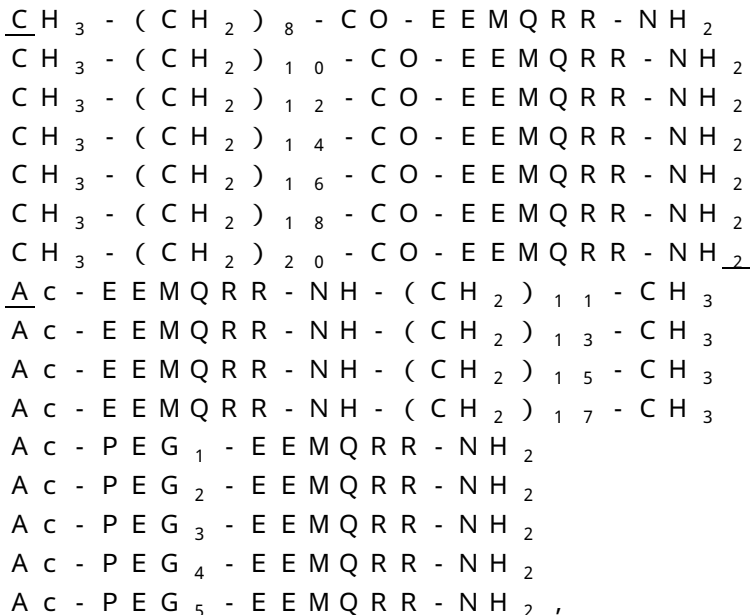 CH₃-(CH₂)₈-CO-EEMQRR-NH₂
CH₃-(CH₂)₁₀-CO-EEMQRR-NH₂
CH₃-(CH₂)₁₂-CO-EEMQRR-NH₂
CH₃-(CH₂)₁₄-CO-EEMQRR-NH₂
CH₃-(CH₂)₁₆-CO-EEMQRR-NH₂
CH₃-(CH₂)₁₈-CO-EEMQRR-NH₂
CH₃-(CH₂)₂₀-CO-EEMQRR-NH₂
Ac-EEMQRR-NH-(CH₂)₁₁-CH₃
Ac-EEMQRR-NH-(CH₂)₁₃-CH₃
Ac-EEMQRR-NH-(CH₂)₁₅-CH₃
Ac-EEMQRR-NH-(CH₂)₁₇-CH₃
Ac-PEG₁-EEMQRR-NH₂
Ac-PEG₂-EEMQRR-NH₂
Ac-PEG₃-EEMQRR-NH₂
Ac-PEG₄-EEMQRR-NH₂
Ac-PEG₅-EEMQRR-NH₂,